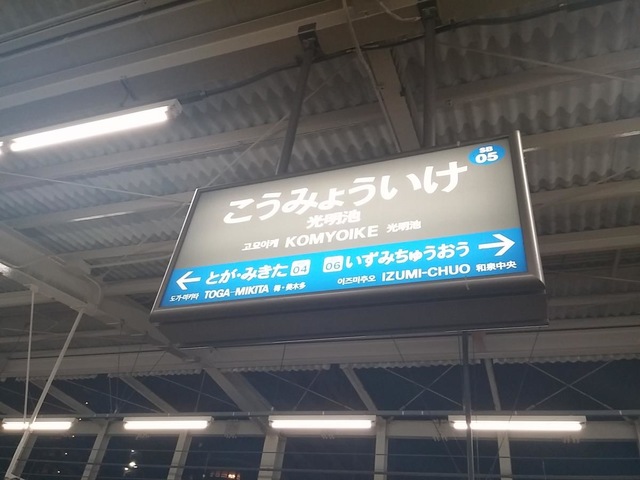 SB
05
こうみょういけ
光明池
고묘이케 KOMYOIKE 光明池
← とが・みきた 04 06 いずみちゅうおう →
도가·미키타 TOGA-MIKITA 栂・美木多 이즈미추오 IZUMI-CHUO 和泉中央